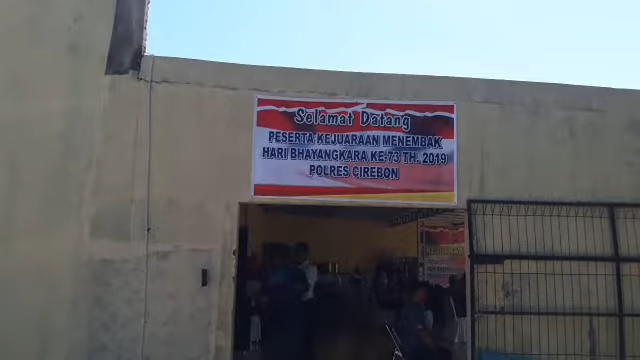 Selamat Datang
PESERTA KEJUARAAN MENEMBAK
HARI BHAYANGKARA KE-73 TH. 2019
POLRES CIREBON